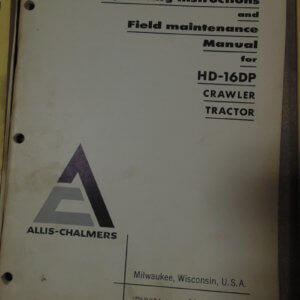 Instructions
and
Field maintenance
Manual
for
HD-16DP
CRAWLER
TRACTOR
ALLIS-CHALMERS
Milwaukee, Wisconsin, U.S.A.